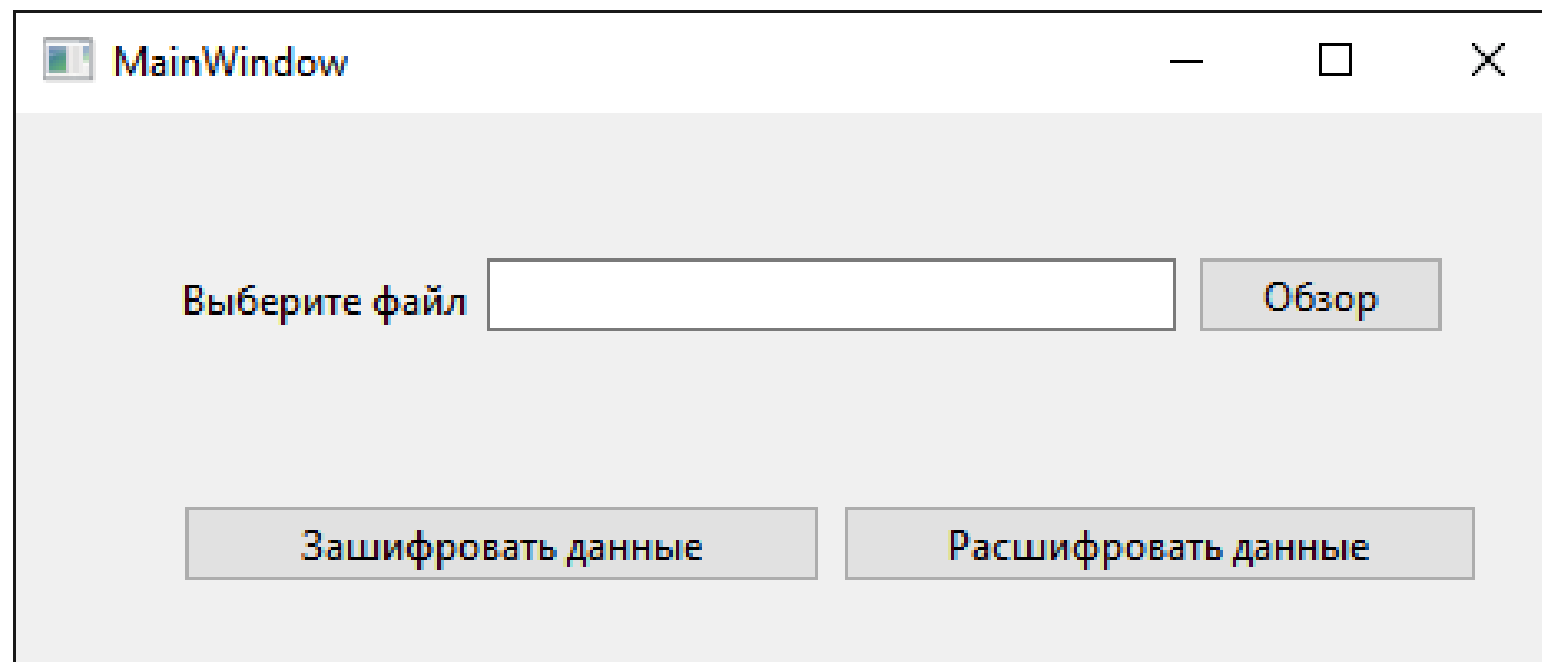 MainWindow
Выберите файл Обзор
Зашифровать данные Расшифровать данные